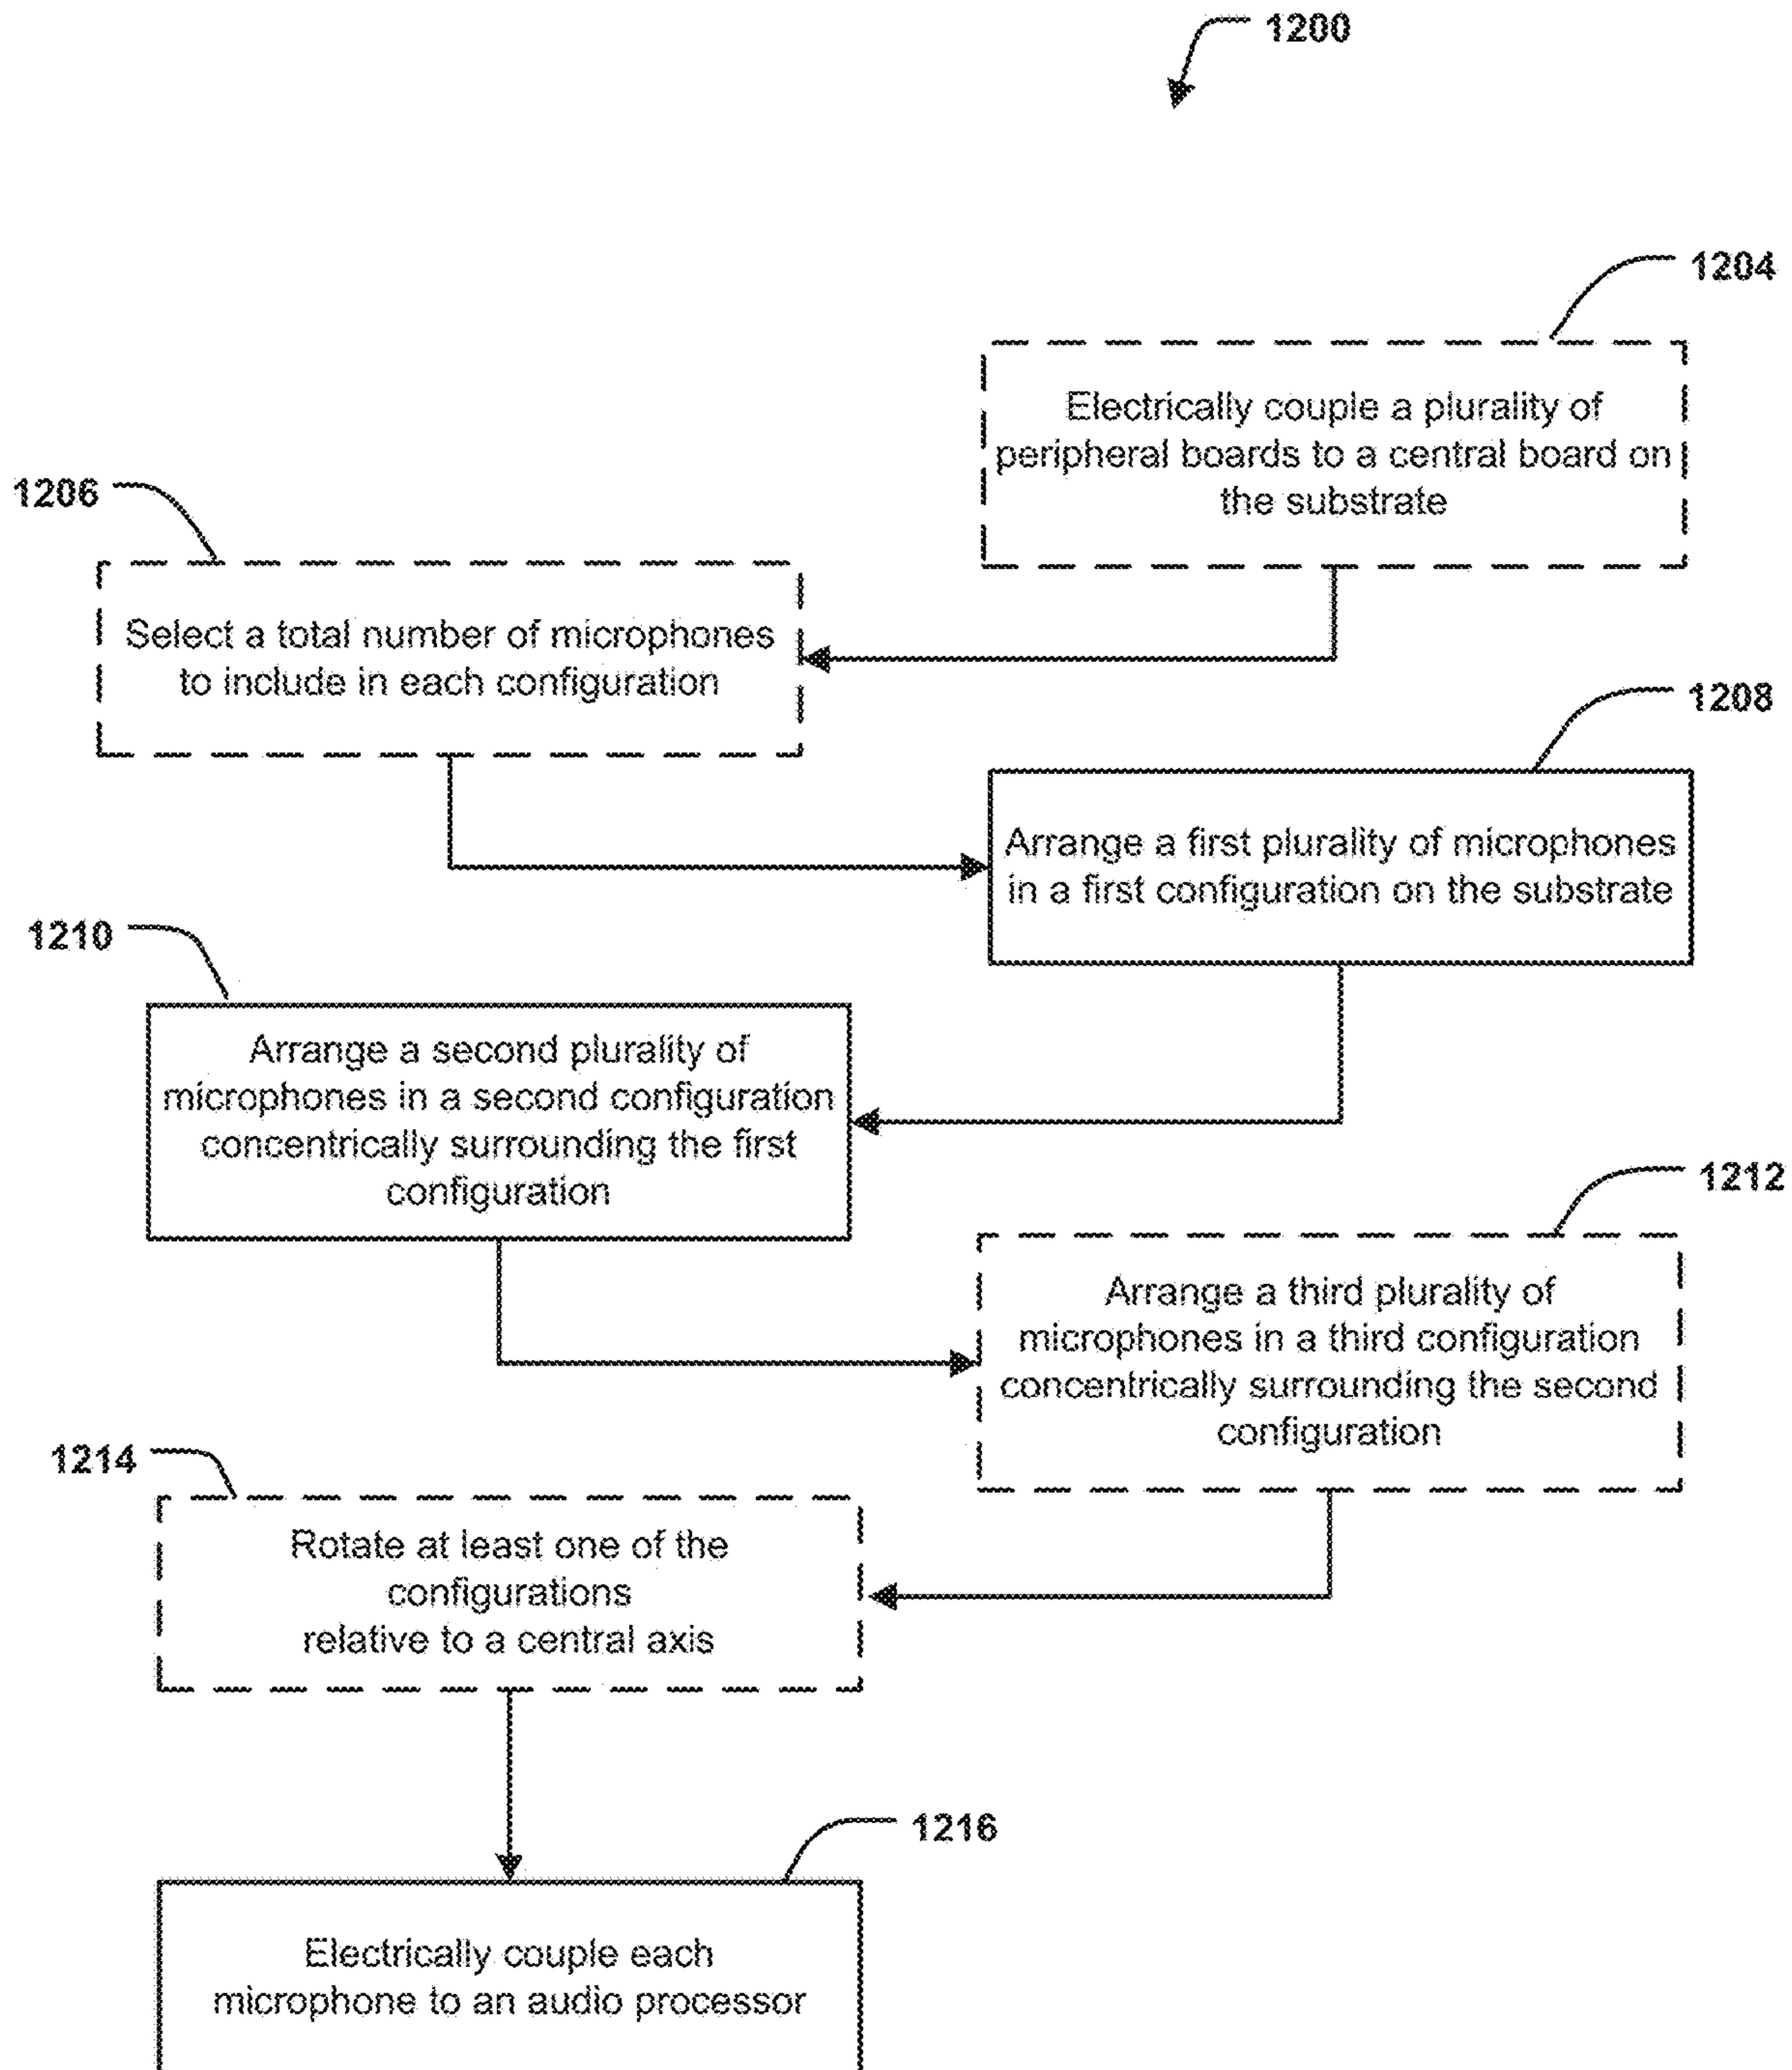 1200
1204
Electrically couple a plurality of
peripheral boards to a central board on
the substrate
1206
Select a total number of microphones
to include in each configuration
1208
Arrange a first plurality of microphones
in a first configuration on the substrate
1210
Arrange a second plurality of
microphones in a second configuration
concentrically surrounding the first
configuration
1212
Arrange a third plurality of
microphones in a third configuration
concentrically surrounding the second
configuration
1214
Rotate at least one of the
configurations
relative to a central axis
1216
Electrically couple each
microphone to an audio processor